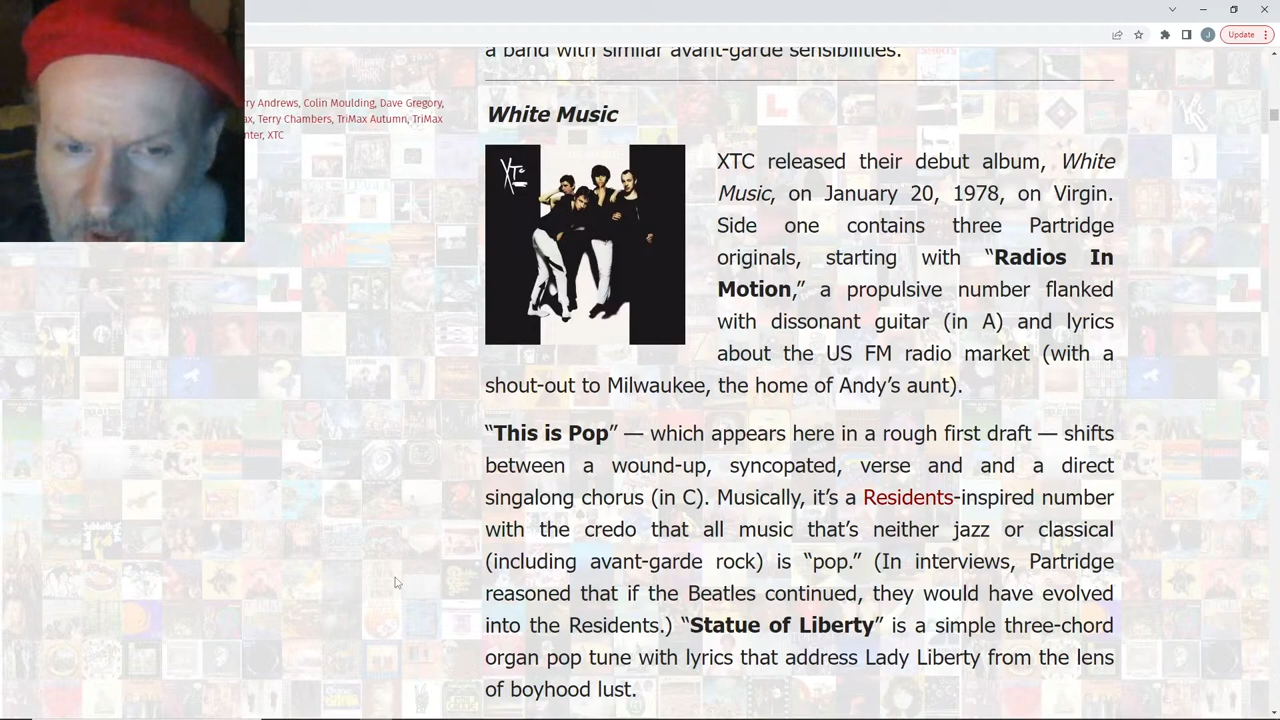 Update
a band with similar avant-garde sensibilities.
ry Andrews, Colin Moulding, Dave Gregory,
ax, Terry Chambers, TriMax Autumn, TriMax
nter, XTC
White Music
XTC
XTC released their debut album, White
Music, on January 20, 1978, on Virgin.
Side one contains three Partridge
originals, starting with “Radios In
Motion,” a propulsive number flanked
with dissonant guitar (in A) and lyrics
about the US FM radio market (with a
shout-out to Milwaukee, the home of Andy’s aunt).
“This is Pop” — which appears here in a rough first draft — shifts
between a wound-up, syncopated, verse and and a direct
singalong chorus (in C). Musically, it’s a Residents-inspired number
with the credo that all music that’s neither jazz or classical
(including avant-garde rock) is “pop.” (In interviews, Partridge
reasoned that if the Beatles continued, they would have evolved
into the Residents.) “Statue of Liberty” is a simple three-chord
organ pop tune with lyrics that address Lady Liberty from the lens
of boyhood lust.